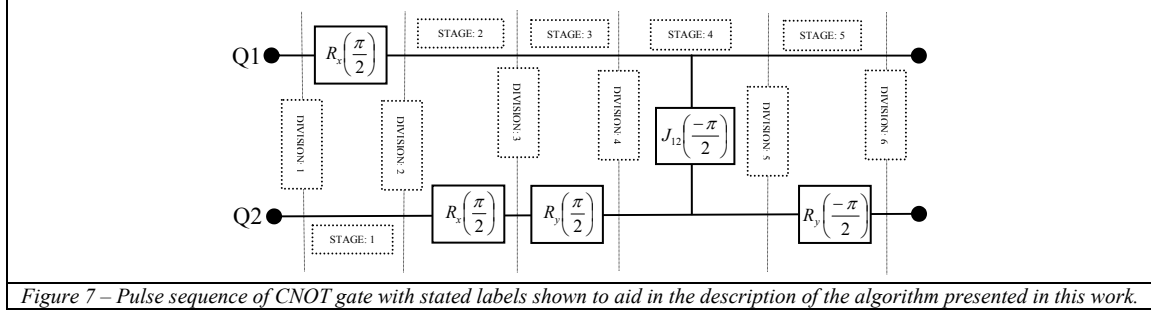 STAGE: 2
STAGE: 3
STAGE: 4
STAGE: 5
Q1
R_x(π/2)
DIVISION: 1
DIVISION: 2
DIVISION: 3
DIVISION: 4
J_12(-π/2)
DIVISION: 5
DIVISION: 6
Q2
R_x(π/2)
R_y(π/2)
R_y(-π/2)
STAGE: 1
Figure 7 – Pulse sequence of CNOT gate with stated labels shown to aid in the description of the algorithm presented in this work.